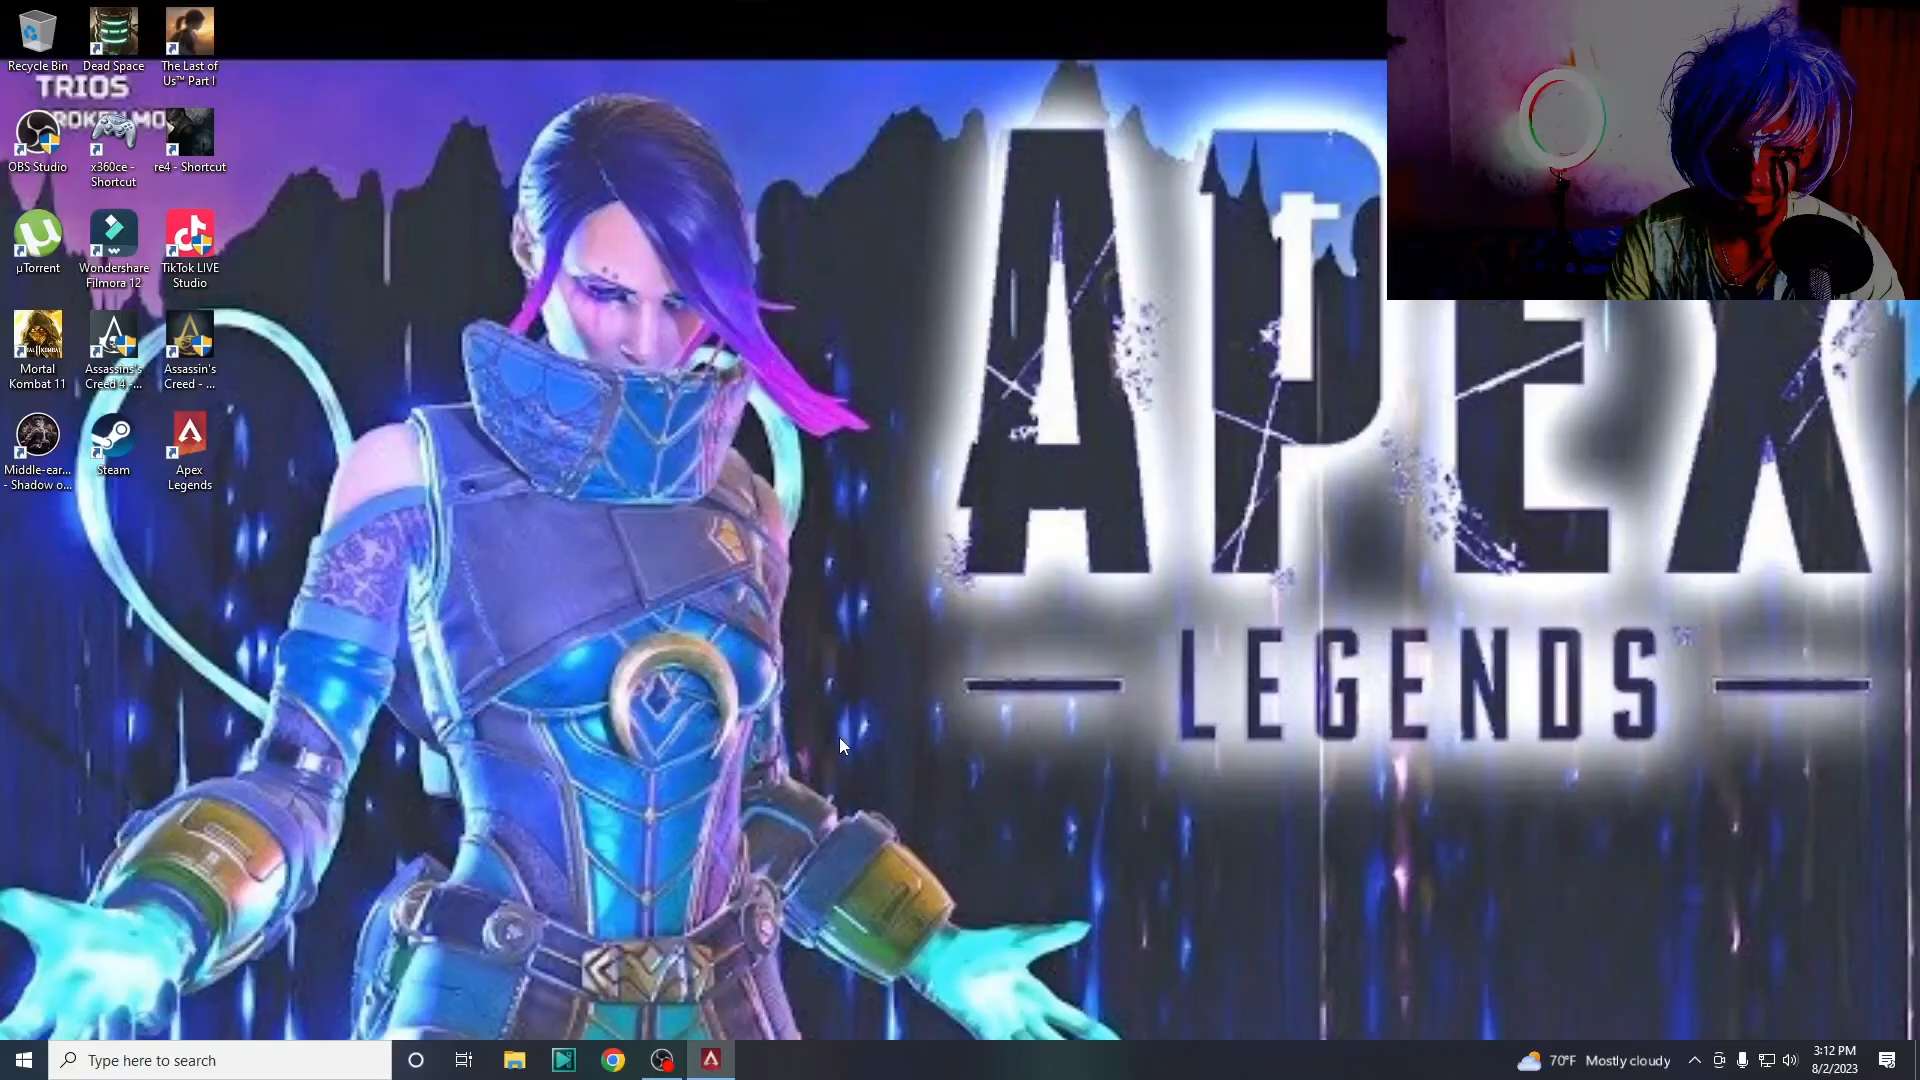 Recycle Bin
Dead Space
The Last of
Us™ Part I
TRIOS
OBS Studio
x360ce -
Shortcut
re4 - Shortcut
µTorrent
Wondershare
Filmora 12
TikTok LIVE
Studio
Mortal
Kombat 11
Assassin's
Creed 4 -...
Assassin's
Creed - ...
Middle-ear...
- Shadow o...
Steam
Apex
Legends
APEX
LEGENDS
Type here to search
70°F Mostly cloudy
3:12 PM
8/2/2023